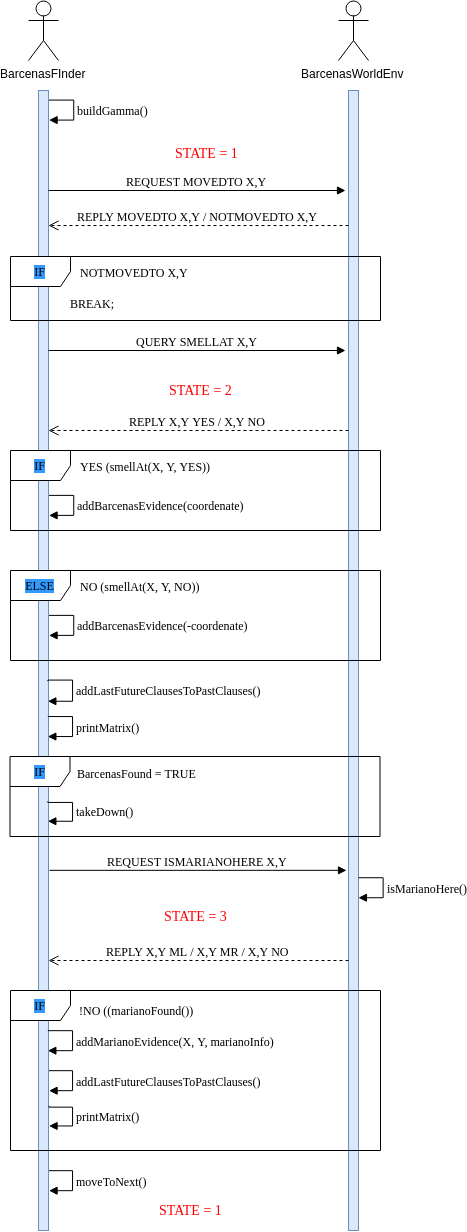 BarcenasFInder
BarcenasWorldEnv
buildGamma()
STATE = 1
REQUEST MOVEDTO X,Y
REPLY MOVEDTO X,Y / NOTMOVEDTO X,Y
IF
NOTMOVEDTO X,Y
BREAK;
QUERY SMELLAT X,Y
STATE = 2
REPLY X,Y YES / X,Y NO
IF
YES (smellAt(X, Y, YES))
addBarcenasEvidence(coordenate)
ELSE
NO (smellAt(X, Y, NO))
addBarcenasEvidence(-coordenate)
addLastFutureClausesToPastClauses()
printMatrix()
IF
BarcenasFound = TRUE
takeDown()
REQUEST ISMARIANOHERE X,Y
isMarianoHere()
STATE = 3
REPLY X,Y ML / X,Y MR / X,Y NO
IF
!NO ((marianoFound())
addMarianoEvidence(X, Y, marianoInfo)
addLastFutureClausesToPastClauses()
printMatrix()
moveToNext()
STATE = 1